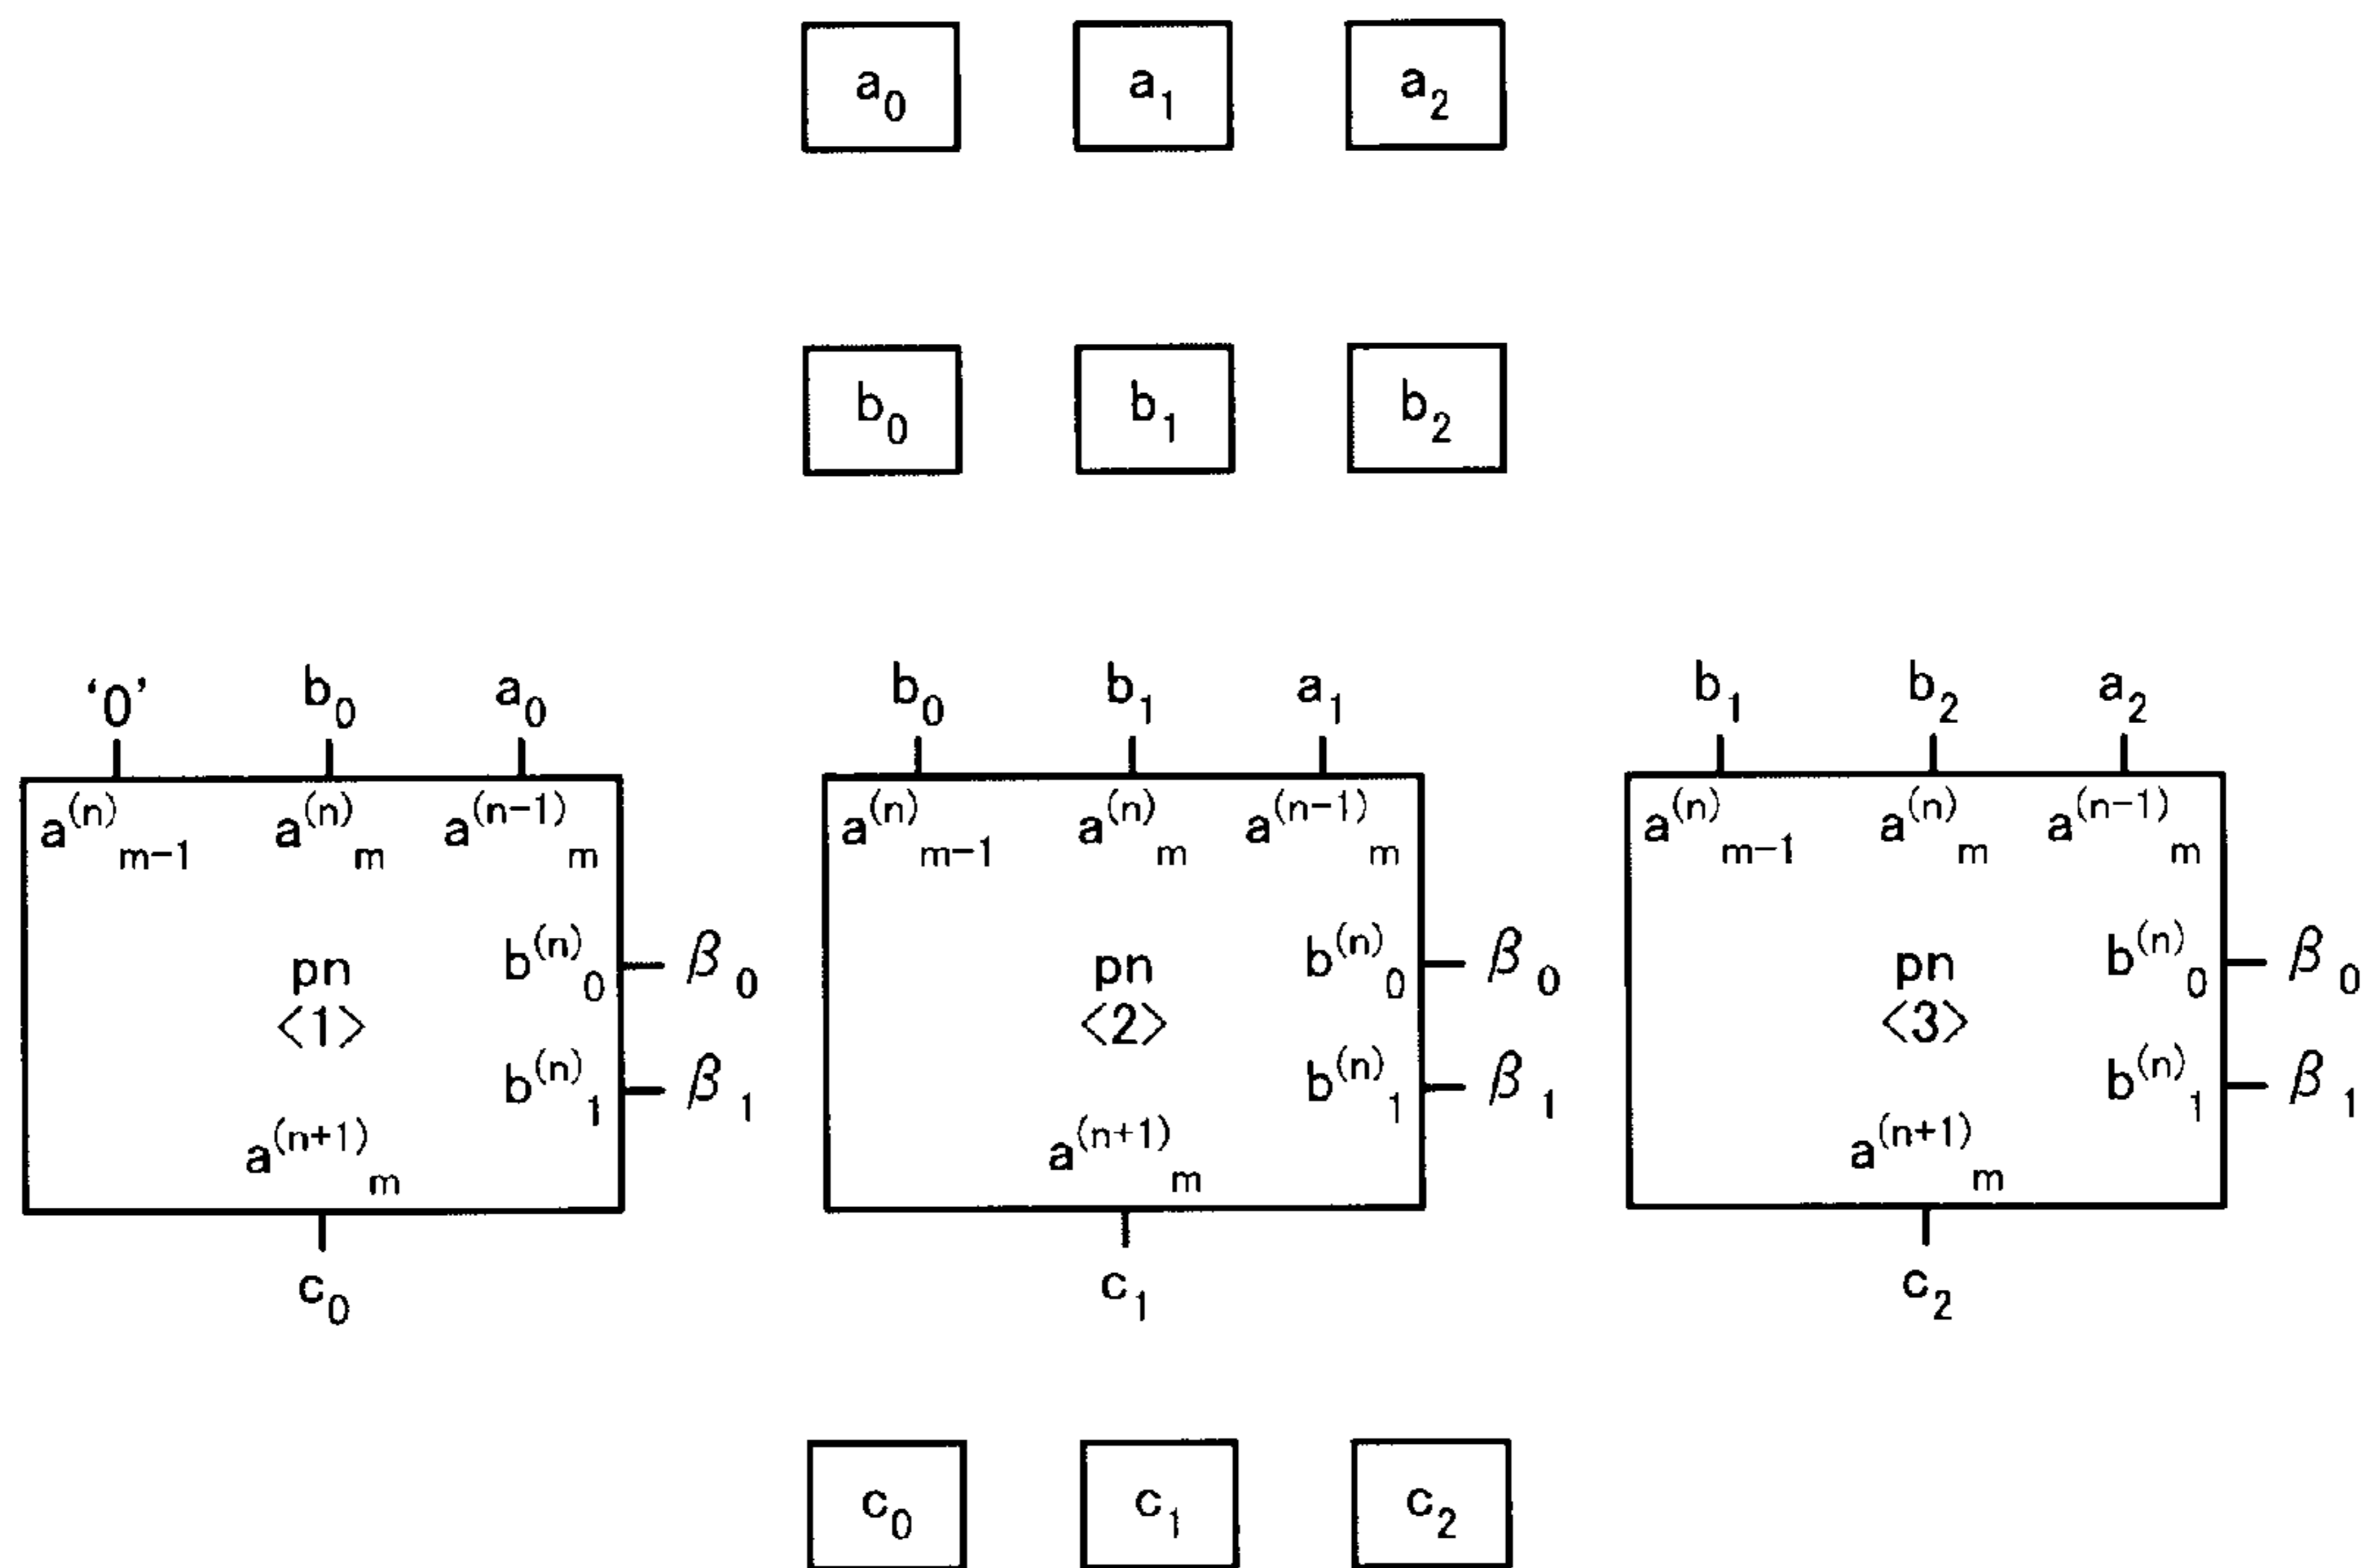 a₀ a₁ a₂
b₀ b₁ b₂
‘0’ b₀ a₀ b₀ b₁ a₁ b₁ b₂ a₂
a⁽ⁿ⁾ₘ₋₁ a⁽ⁿ⁾ₘ a⁽ⁿ⁻¹⁾ₘ a⁽ⁿ⁾ₘ₋₁ a⁽ⁿ⁾ₘ a⁽ⁿ⁻¹⁾ₘ a⁽ⁿ⁾ₘ₋₁ a⁽ⁿ⁾ₘ a⁽ⁿ⁻¹⁾ₘ
pn b⁽ⁿ⁾₀ β₀ pn b⁽ⁿ⁾₀ β₀ pn b⁽ⁿ⁾₀ β₀
<1> <2> <3>
b⁽ⁿ⁾₁ β₁ b⁽ⁿ⁾₁ β₁ b⁽ⁿ⁾₁ β₁
a⁽ⁿ⁺¹⁾ₘ a⁽ⁿ⁺¹⁾ₘ a⁽ⁿ⁺¹⁾ₘ
c₀ c₁ c₂
c₀ c₁ c₂